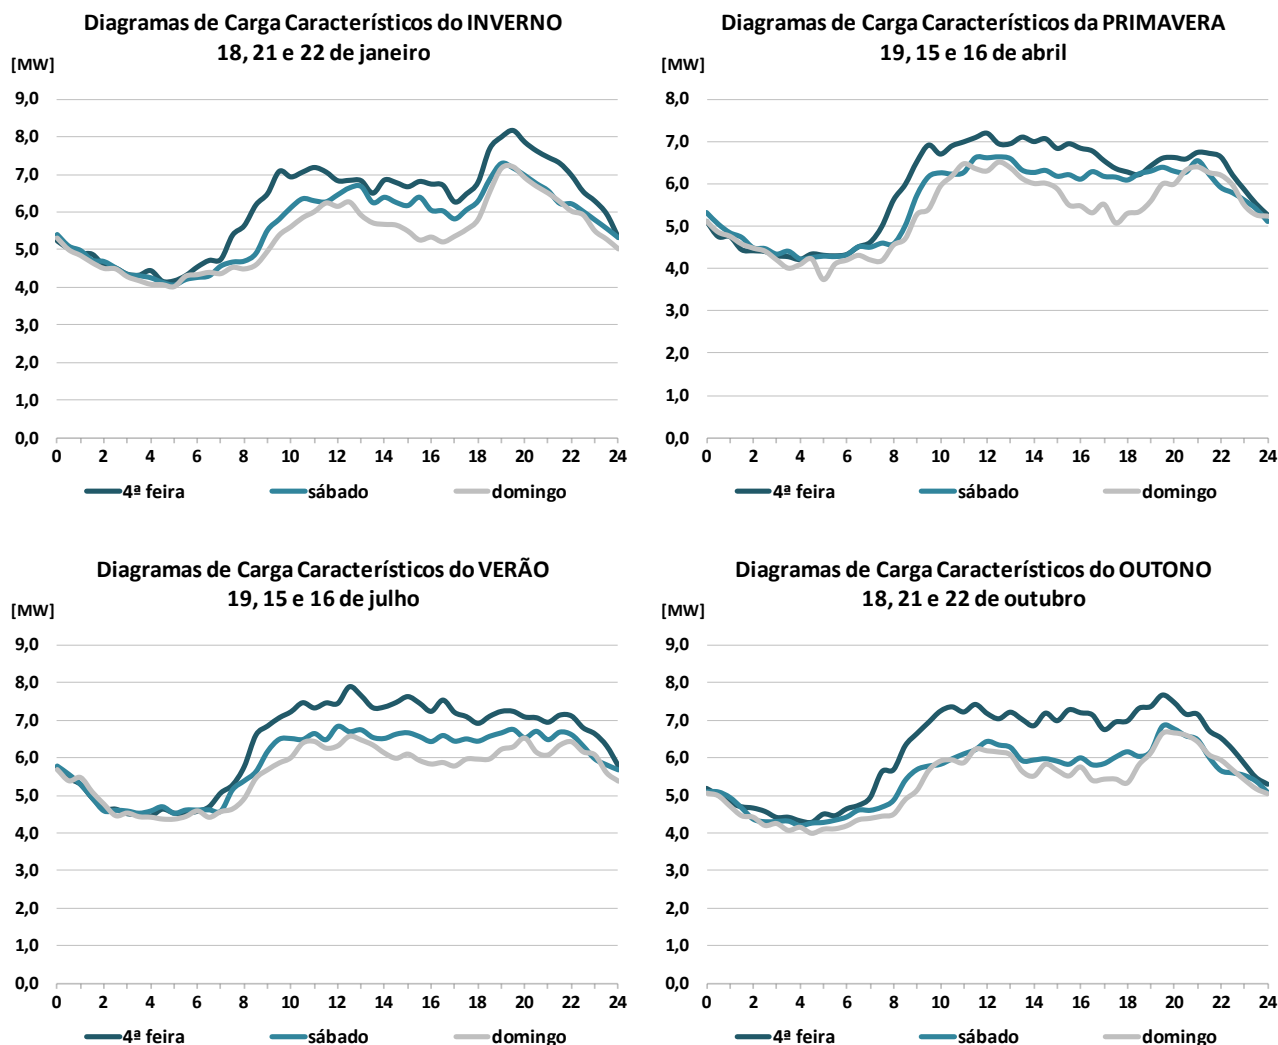 Diagramas de Carga Característicos do INVERNO
18, 21 e 22 de janeiro
[MW]
9,0
8,0
7,0
6,0
5,0
4,0
3,0
2,0
1,0
0,0
0 2 4 6 8 10 12 14 16 18 20 22 24
4ª feira sábado domingo
Diagramas de Carga Característicos da PRIMAVERA
19, 15 e 16 de abril
[MW]
8,0
7,0
6,0
5,0
4,0
3,0
2,0
1,0
0,0
0 2 4 6 8 10 12 14 16 18 20 22 24
4ª feira sábado domingo
Diagramas de Carga Característicos do VERÃO
19, 15 e 16 de julho
[MW]
9,0
8,0
7,0
6,0
5,0
4,0
3,0
2,0
1,0
0,0
0 2 4 6 8 10 12 14 16 18 20 22 24
4ª feira sábado domingo
Diagramas de Carga Característicos do OUTONO
18, 21 e 22 de outubro
[MW]
9,0
8,0
7,0
6,0
5,0
4,0
3,0
2,0
1,0
0,0
0 2 4 6 8 10 12 14 16 18 20 22 24
4ª feira sábado domingo